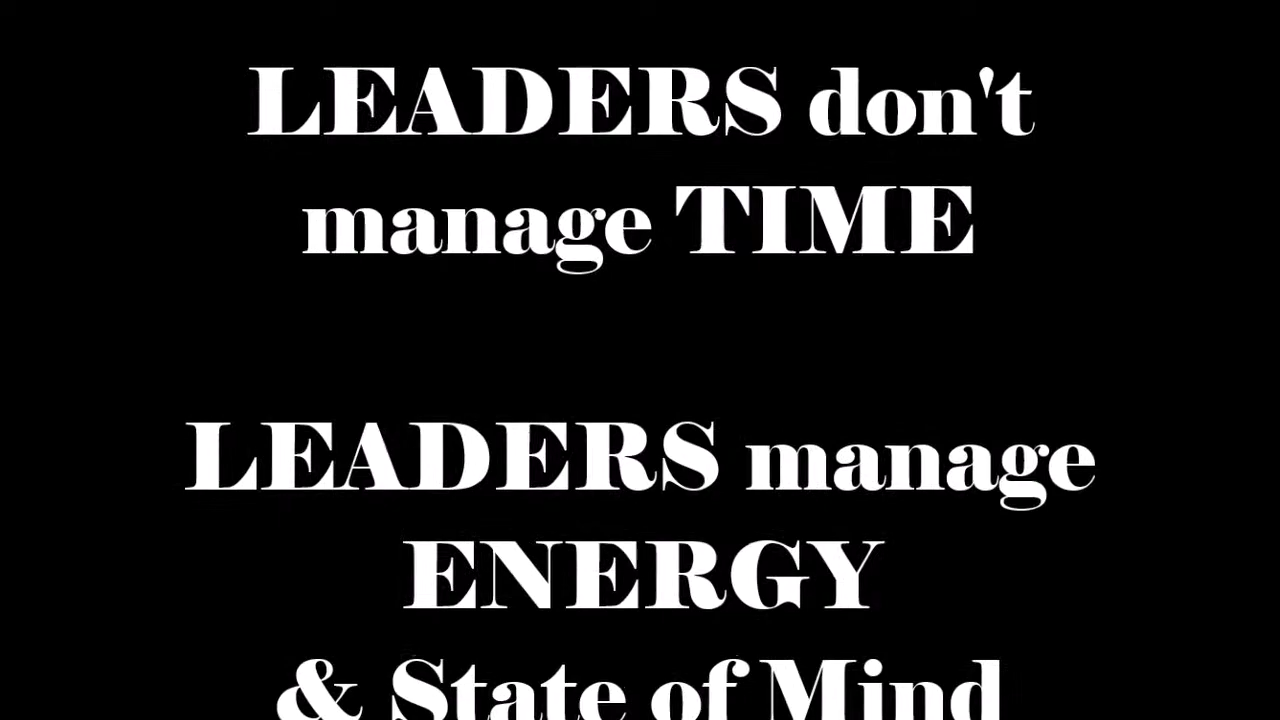 LEADERS don't
manage TIME
LEADERS manage
ENERGY
& State of Mind